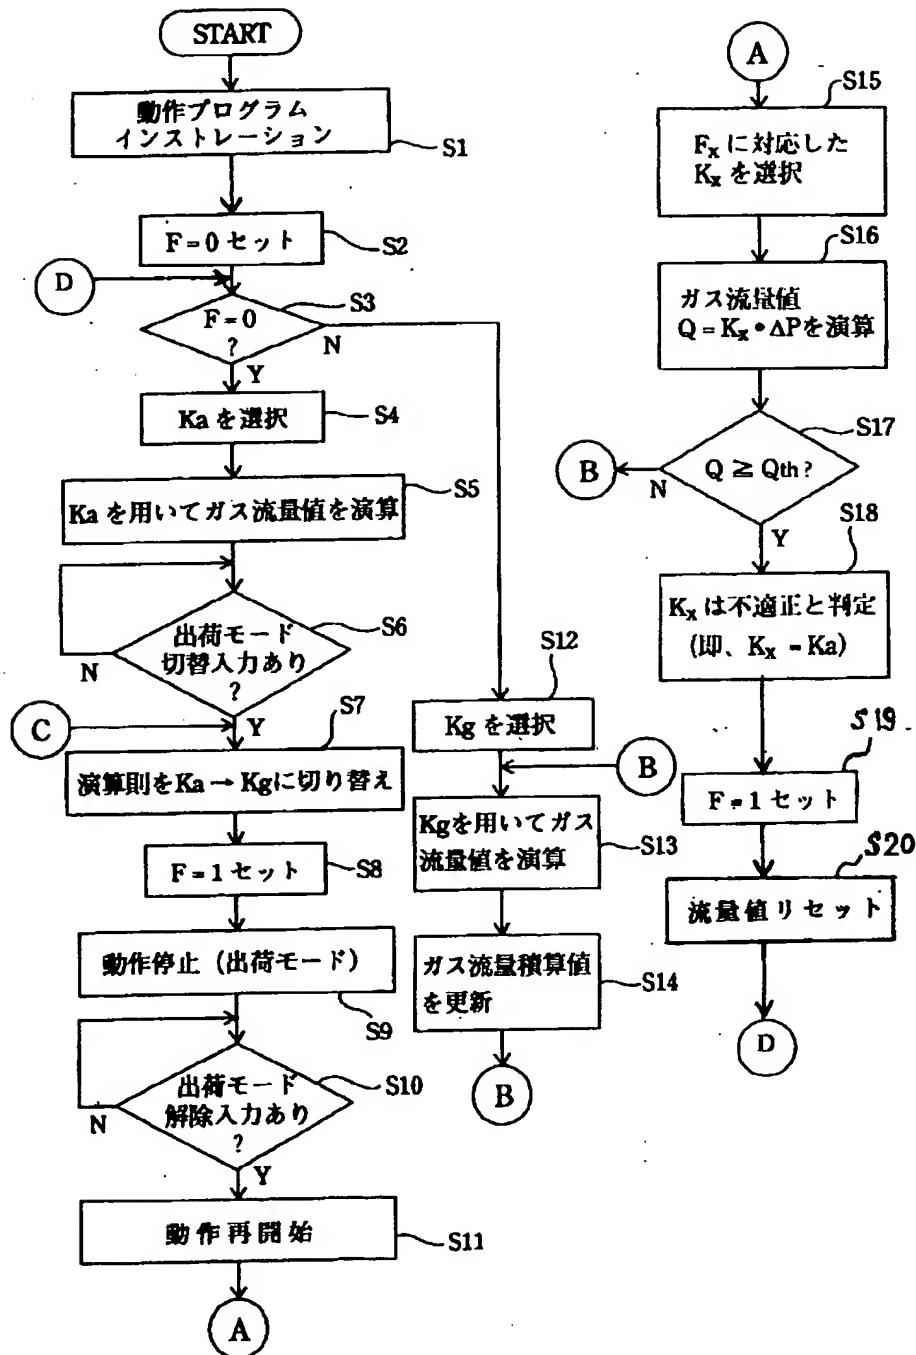 START
動作プログラム
インストレーション
S1
F=0 セット
S2
D
S3
F=0
?
N
Y
Ka を選択
S4
S5
Ka を用いてガス流量値を演算
S6
出荷モード
切替入力あり
?
N
Y
C
S7
演算則をKa → Kgに切り替え
F=1 セット
S8
動作停止（出荷モード）
S9
出荷モード
解除入力あり
?
S10
N
Y
動作再開始
S11
A
S12
Kg を選択
B
Kgを用いてガス
流量値を演算
S13
ガス流量積算値
を更新
S14
B
A
S15
Fx に対応した
Kx を選択
S16
ガス流量値
Q=Kx•ΔPを演算
S17
Q ≧ Qth?
B
N
Y
S18
Kx は不適正と判定
(即、Kx = Ka)
S19
F=1 セット
S20
流量値リセット
D